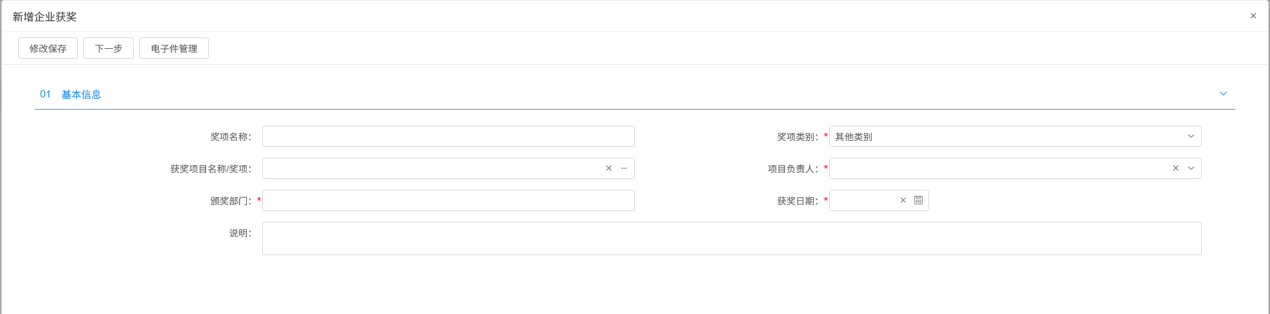 新增企业获奖
修改保存 下一步 电子件管理
01 基本信息
奖项名称: 奖项类别:* 其他类别
获奖项目名称/奖项: 项目负责人:*
颁奖部门:* 获奖日期:*
说明: